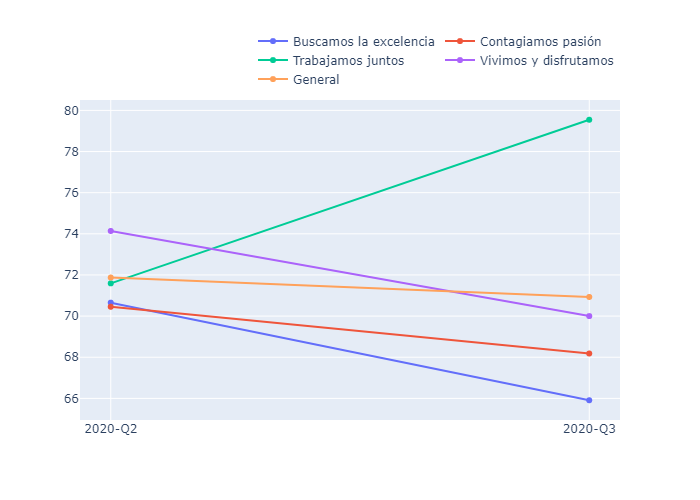 Buscamos la excelencia Contagiamos pasión
Trabajamos juntos Vivimos y disfrutamos
General
80
78
76
74
72
70
68
66
2020-Q2 2020-Q3